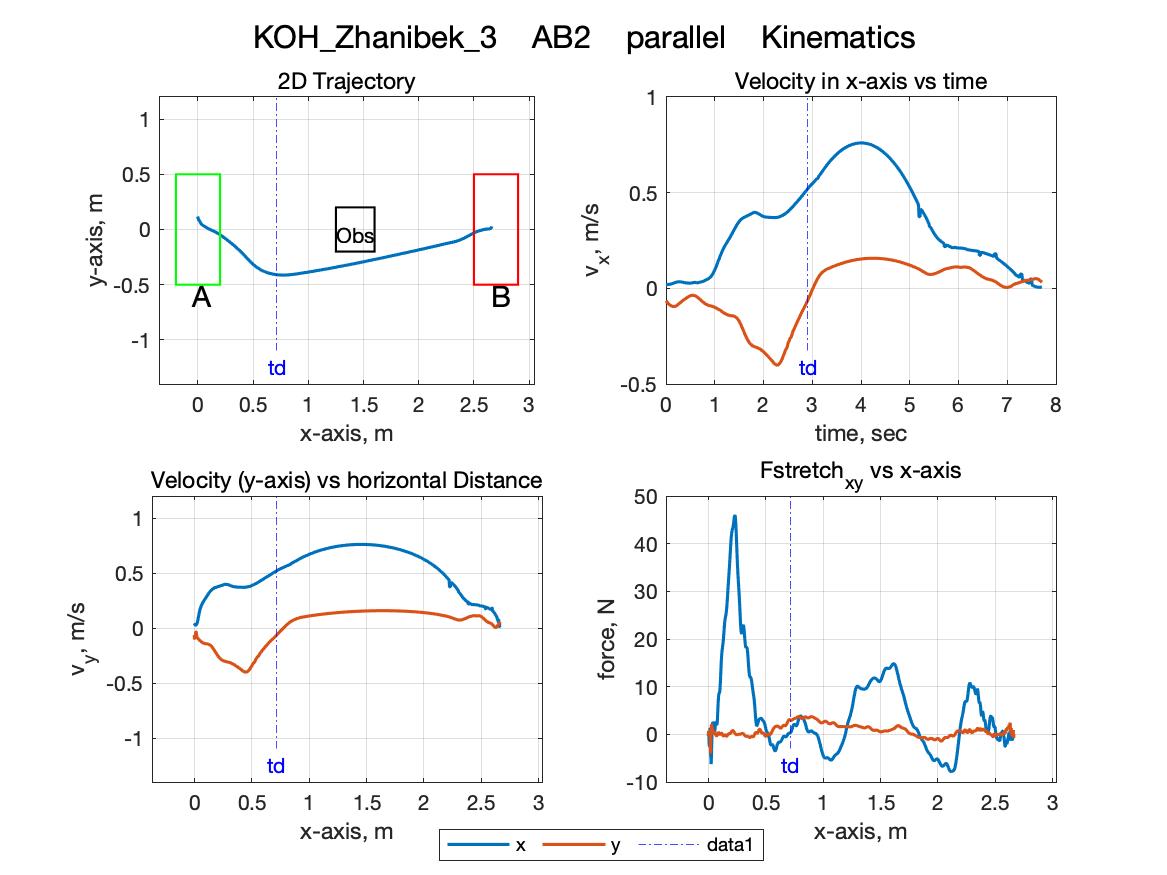 KOH_Zhanibek_3 AB2 parallel Kinematics
2D Trajectory
1
0.5
0
-0.5
-1
y-axis, m
A
Obs
B
td
0 0.5 1 1.5 2 2.5 3
x-axis, m
Velocity in x-axis vs time
1
0.5
0
-0.5
v_x, m/s
td
0 1 2 3 4 5 6 7 8
time, sec
Velocity (y-axis) vs horizontal Distance
1
0.5
0
-0.5
-1
v_y, m/s
td
0 0.5 1 1.5 2 2.5 3
x-axis, m
Fstretch_xy vs x-axis
50
40
30
20
10
0
-10
force, N
td
0 0.5 1 1.5 2 2.5 3
x-axis, m
x y data1